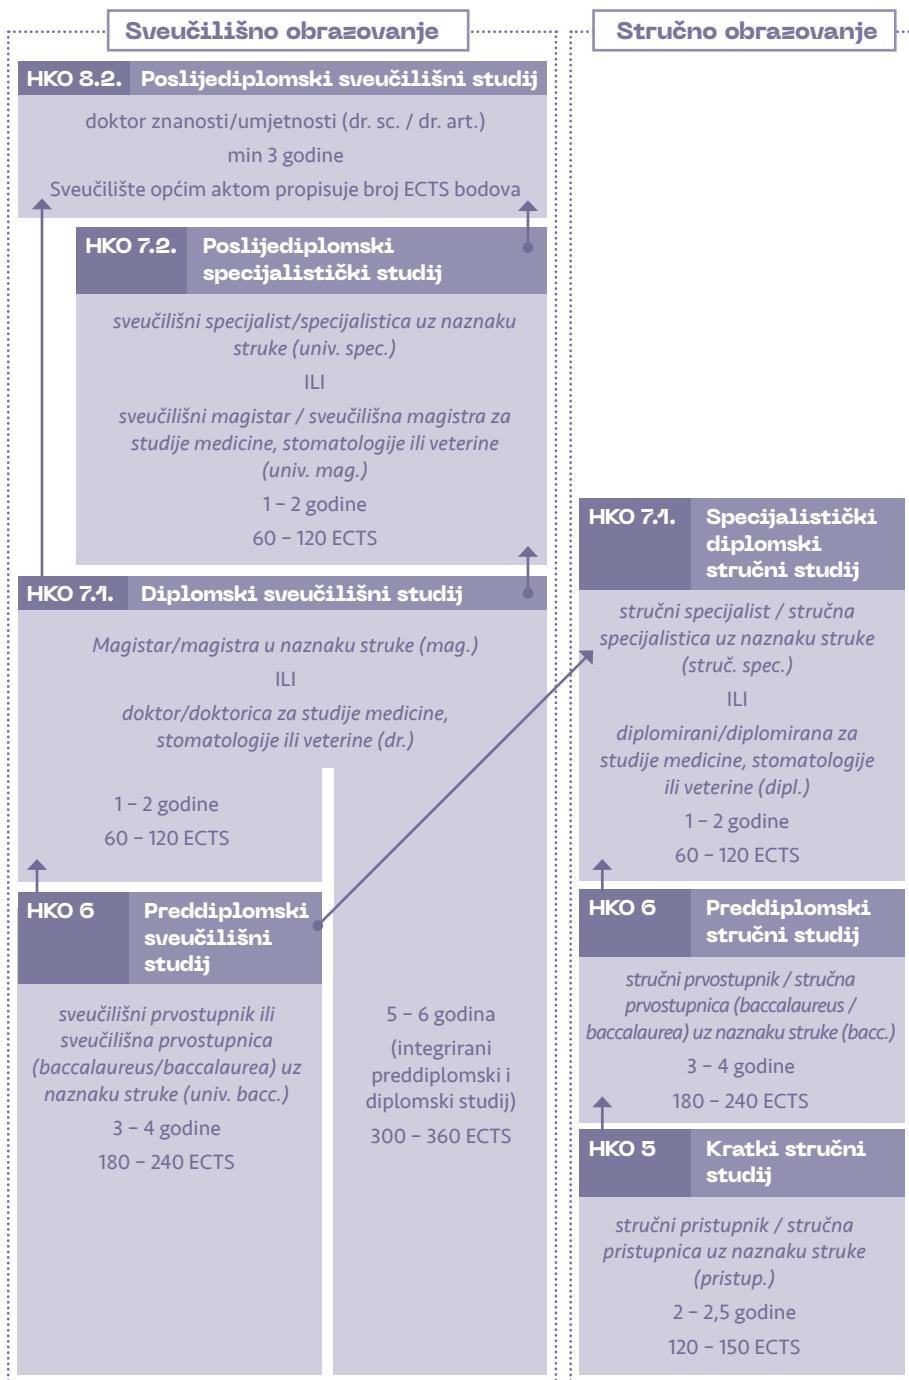 Sveučilišno obrazovanje
HKO 8.2. Poslijediplomski sveučilišni studij
doktor znanosti/umjetnosti (dr. sc. / dr. art.)
min 3 godine
Sveučilište općim aktom propisuje broj ECTS bodova
HKO 7.2. Poslijediplomski
specijalistički studij
sveučilišni specijalist/specijalistica uz naznaku
struke (univ. spec.)
ILI
sveučilišni magistar / sveučilišna magistra za
studije medicine, stomatologije ili veterine
(univ. mag.)
1 – 2 godine
60 – 120 ECTS
HKO 7.1. Diplomski sveučilišni studij
Magistar/magistra u naznaku struke (mag.)
ILI
doktor/doktorica za studije medicine,
stomatologije ili veterine (dr.)
1 – 2 godine
60 – 120 ECTS
HKO 6 Preddiplomski
sveučilišni
studij
sveučilišni prvostupnik ili
sveučilišna prvostupnica
(baccalaureus/baccalaurea) uz
naznaku struke (univ. bacc.)
3 – 4 godine
180 – 240 ECTS
5 – 6 godina
(integrirani
preddiplomski i
diplomski studij)
300 – 360 ECTS
Stručno obrazovanje
HKO 7.1. Specijalistički
diplomski
stručni studij
stručni specijalist / stručna
specijalistica uz naznaku struke
(struč. spec.)
ILI
diplomirani/diplomirana za
studije medicine, stomatologije
ili veterine (dipl.)
1 – 2 godine
60 – 120 ECTS
HKO 6 Preddiplomski
stručni studij
stručni prvostupnik / stručna
prvostupnica (baccalaureus /
baccalaurea) uz naznaku struke (bacc.)
3 – 4 godine
180 – 240 ECTS
HKO 5 Kratki stručni
studij
stručni pristupnik / stručna
pristupnica uz naznaku struke
(pristup.)
2 – 2,5 godine
120 – 150 ECTS